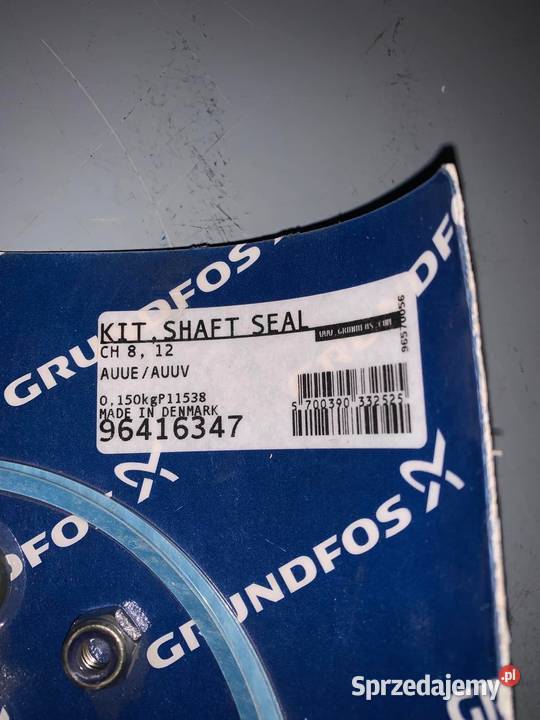 KIT,SHAFT SEAL
www.grundfos.com
CH 8, 12
AUUE/AUUV
0,150kgP11538
MADE IN DENMARK
96416347
5 700390 332525
96570056
GRUNDFOS
GRUNDFOS
GRUNDFOS
DFO
Sprzedajemy.pl